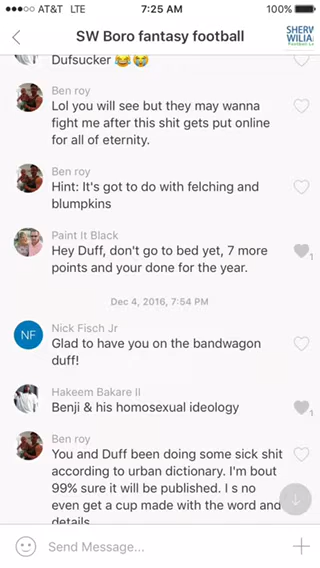 AT&T LTE 7:25 AM 100%
SW Boro fantasy football
SHERW
WILIA
Football Le
Dufsucker 😂😭
Ben roy
Lol you will see but they may wanna
fight me after this shit gets put online
for all of eternity.
Ben roy
Hint: It's got to do with felching and
blumpkins
Paint It Black
Hey Duff, don't go to bed yet, 7 more
points and your done for the year.
1
Dec 4, 2016, 7:54 PM
NF
Nick Fisch Jr
Glad to have you on the bandwagon
duff!
Hakeem Bakare II
Benji & his homosexual ideology
1
Ben roy
You and Duff been doing some sick shit
according to urban dictionary. I'm bout
99% sure it will be published. I s no
even get a cup made with the word and
details
Send Message...